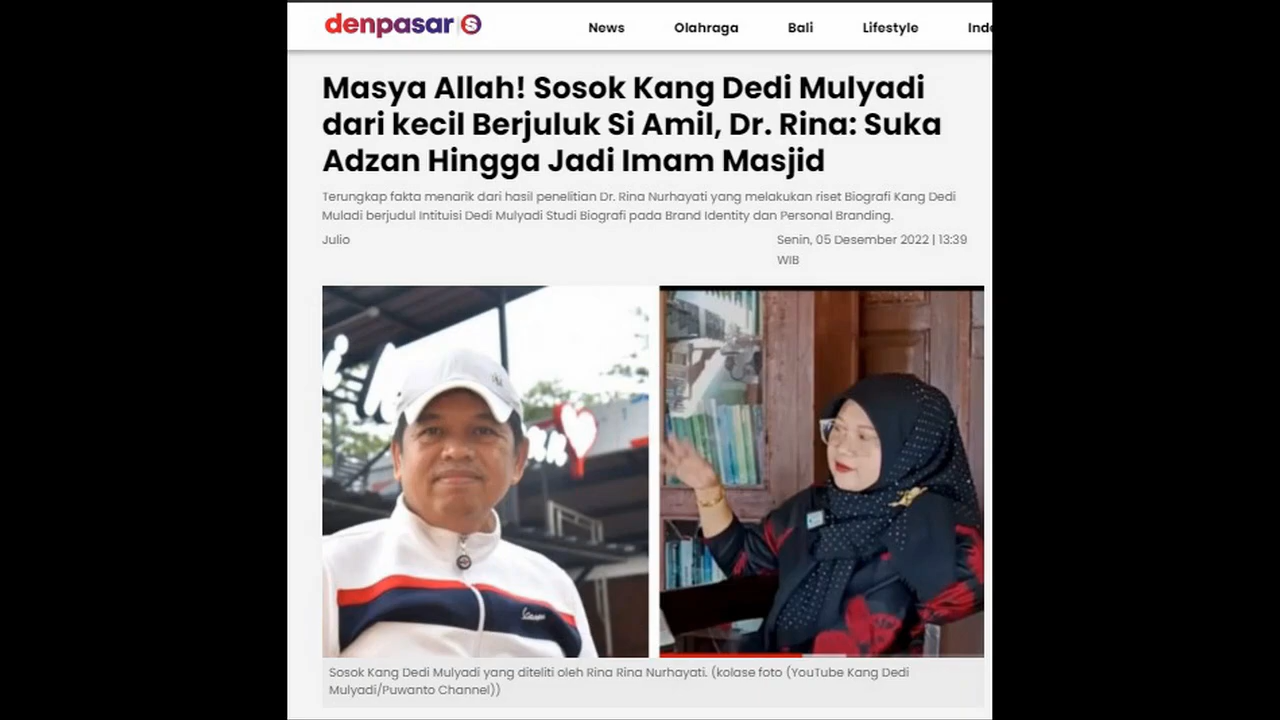 denpasar S
News Olahraga Bali Lifestyle Inde
Masya Allah! Sosok Kang Dedi Mulyadi
dari kecil Berjuluk Si Amil, Dr. Rina: Suka
Adzan Hingga Jadi Imam Masjid
Terungkap fakta menarik dari hasil penelitian Dr. Rina Nurhayati yang melakukan riset Biografi Kang Dedi
Muladi berjudul Intituisi Dedi Mulyadi Studi Biografi pada Brand Identity dan Personal Branding.
Julio
Senin, 05 Desember 2022 | 13:39
WIB
Sosok Kang Dedi Mulyadi yang diteliti oleh Rina Rina Nurhayati. (kolase foto (YouTube Kang Dedi
Mulyadi/Puwanto Channel))